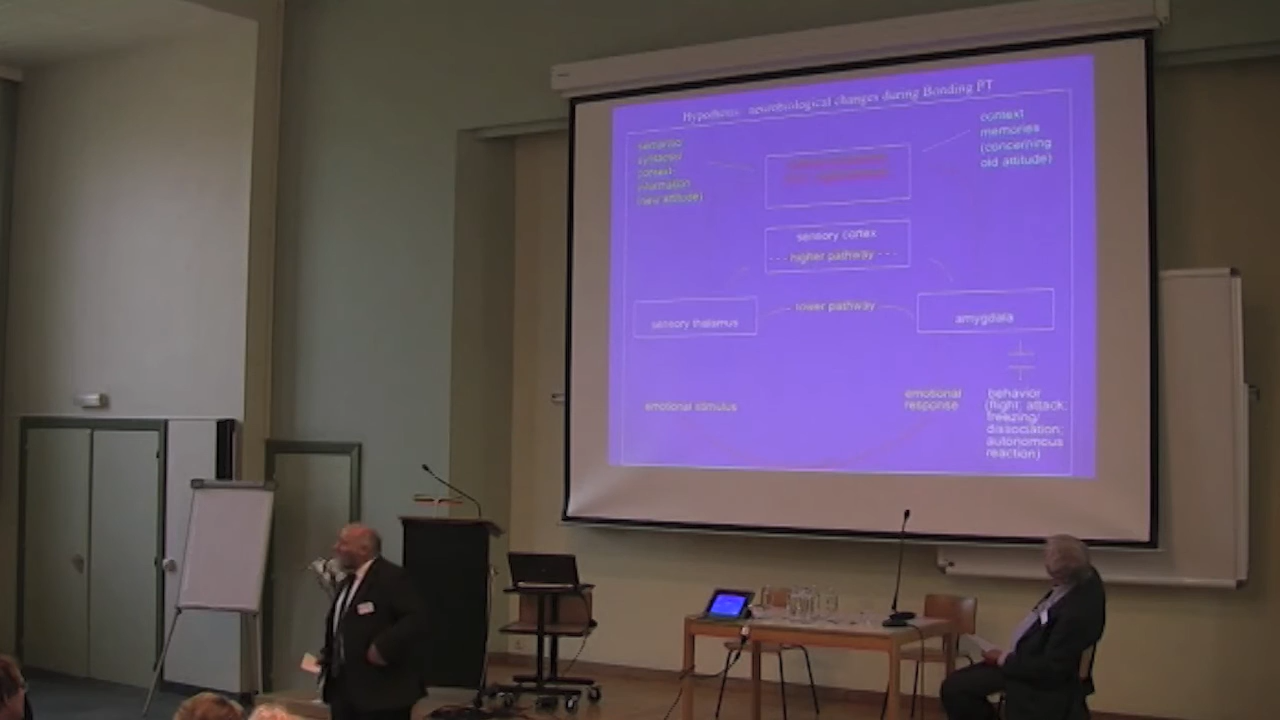 Hypothesis: neurobiological changes during Bonding PT
semantic
context
information
(new attitude)
context
memories
(concerning
old attitude)
sensory cortex
- - - higher pathway - - -
lower pathway
sensory thalamus
amygdala
emotional stimulus
emotional
response
behavior
(flight; attack;
freezing/
dissociation;
autonomous
reaction)